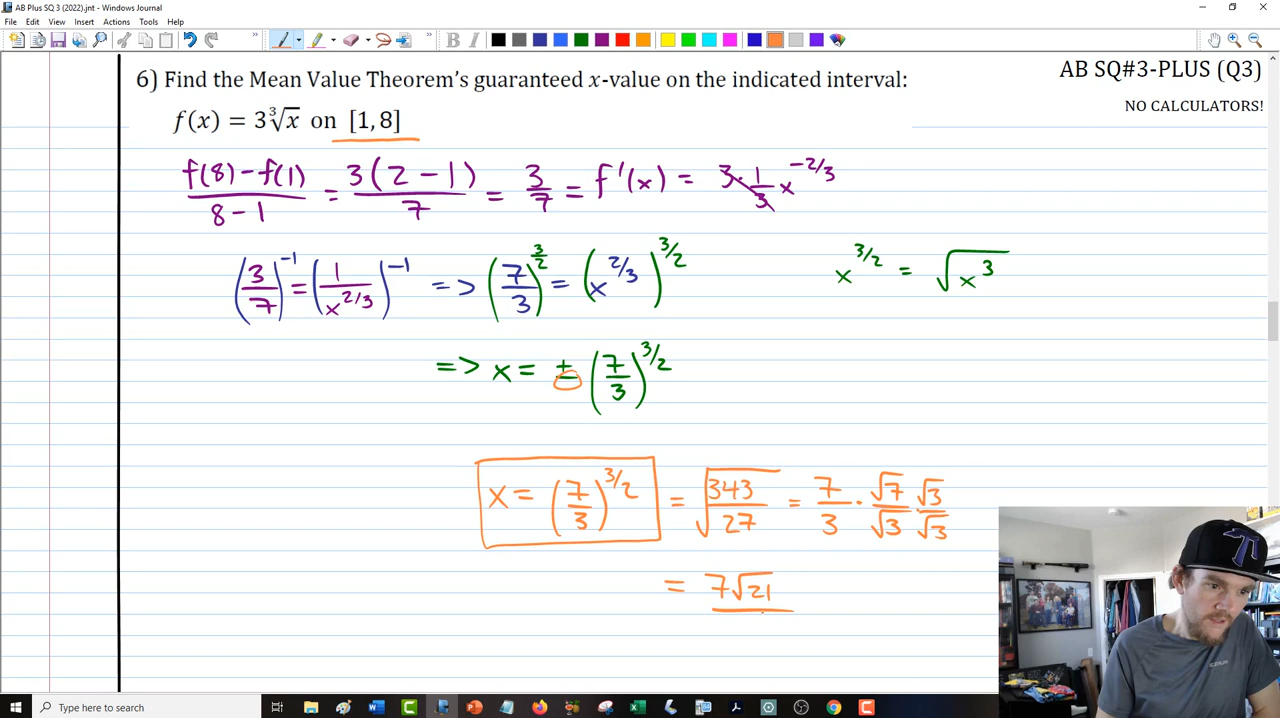 AB Plus SQ 3 (2022).jnt - Windows Journal
File Edit View Insert Actions Tools Help
6) Find the Mean Value Theorem's guaranteed x-value on the indicated interval:
AB SQ#3-PLUS (Q3)
NO CALCULATORS!
f(x) = 3∛x on [1, 8]
(f(8) - f(1))/(8 - 1) = 3(2 - 1)/7 = 3/7 = f'(x) = 3 · 1/3 x^(-2/3)
(3/7)^(-1) = (1/x^(2/3))^(-1) => (7/3)^(3/2) = (x^(2/3))^(3/2)
x^(3/2) = √(x^3)
=> x = ± (7/3)^(3/2)
x = (7/3)^(3/2) = √(343/27) = 7/3 · √7/√3 · √3/√3
= 7√21
Type here to search